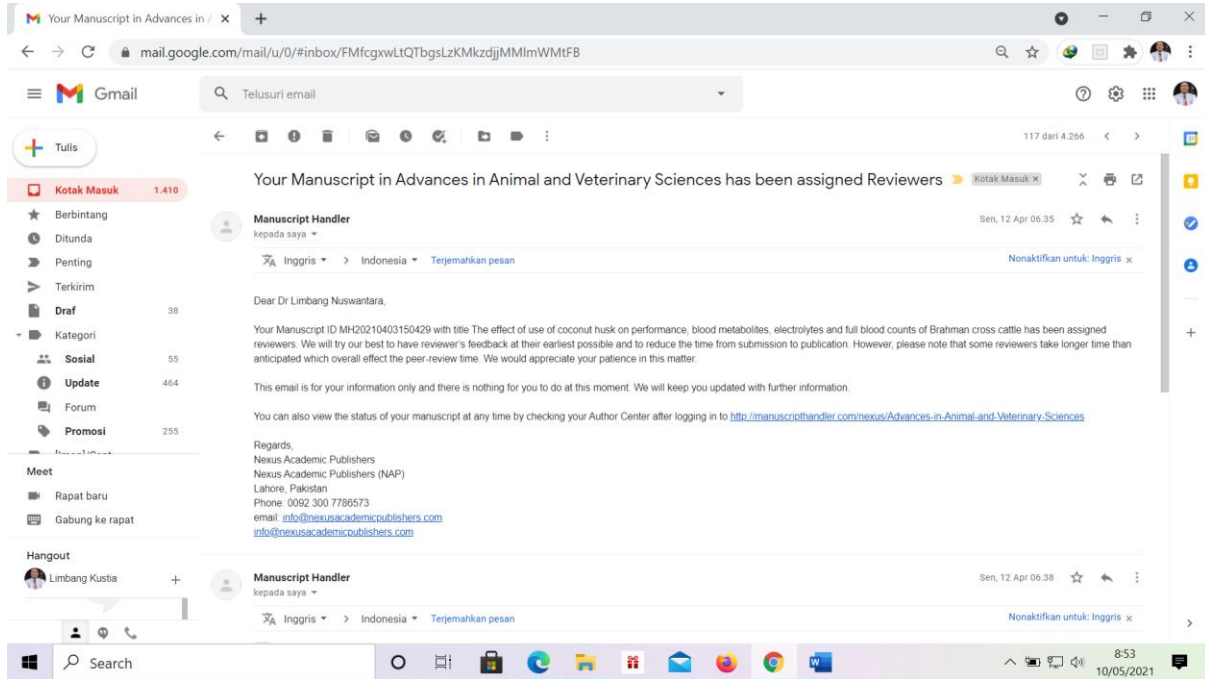 Your Manuscript in Advances in A
mail.google.com/mail/u/0/#inbox/FMfcgxwLtQTbgsLzKMkzdjjMMlmWMtFB
Gmail
Telusuri email
Tulis
117 dari 4.266
Kotak Masuk 1.410
Berbintang
Ditunda
Penting
Terkirim
Draf 38
Kategori
Sosial 55
Update 464
Forum
Promosi 255
Meet
Rapat baru
Gabung ke rapat
Hangout
Limbang Kustia
Your Manuscript in Advances in Animal and Veterinary Sciences has been assigned Reviewers Kotak Masuk ×
Manuscript Handler Sen, 12 Apr 06.35
kepada saya
Inggris > Indonesia Terjemahkan pesan Nonaktifkan untuk: Inggris ×
Dear Dr Limbang Nuswantara,
Your Manuscript ID MH20210403150429 with title The effect of use of coconut husk on performance, blood metabolites, electrolytes and full blood counts of Brahman cross cattle has been assigned
reviewers. We will try our best to have reviewer's feedback at their earliest possible and to reduce the time from submission to publication. However, please note that some reviewers take longer time than
anticipated which overall effect the peer-review time. We would appreciate your patience in this matter.
This email is for your information only and there is nothing for you to do at this moment. We will keep you updated with further information.
You can also view the status of your manuscript at any time by checking your Author Center after logging in to http://manuscripthandler.com/nexus/Advances-in-Animal-and-Veterinary-Sciences
Regards,
Nexus Academic Publishers
Nexus Academic Publishers (NAP)
Lahore, Pakistan
Phone: 0092 300 7786573
email: info@nexusacademicpublishers.com
info@nexusacademicpublishers.com
Manuscript Handler Sen, 12 Apr 06.38
kepada saya
Inggris > Indonesia Terjemahkan pesan Nonaktifkan untuk: Inggris ×
Search
8:53
10/05/2021